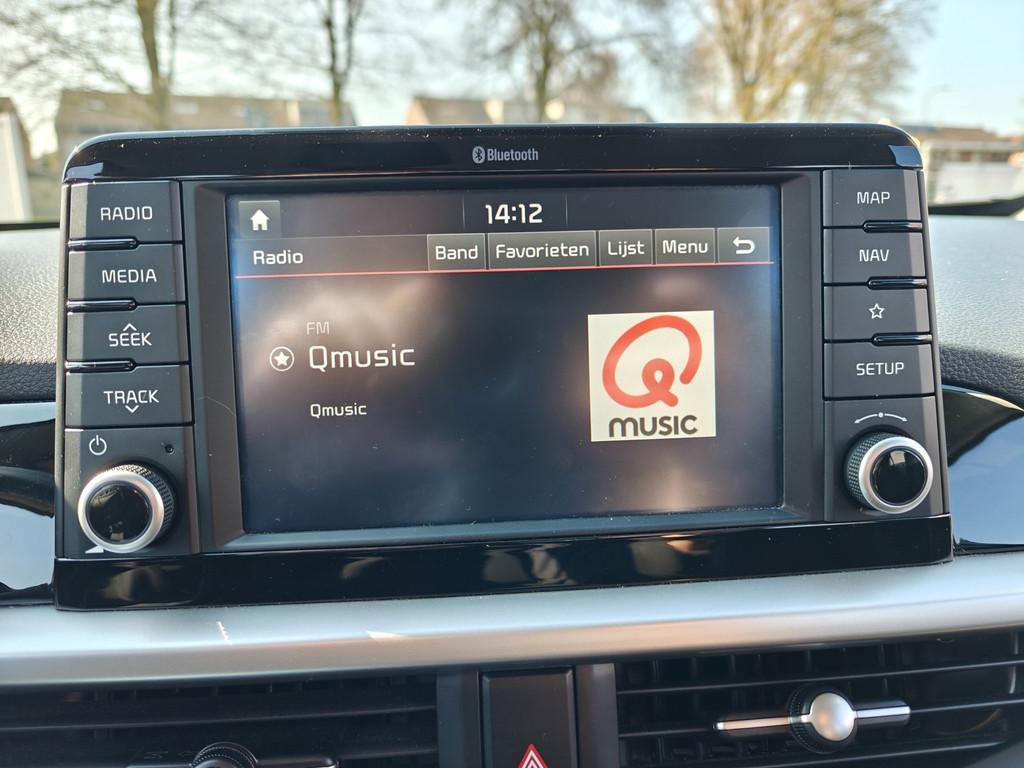 Bluetooth
RADIO
MEDIA
SEEK
TRACK
14:12
Radio
Band
Favorieten
Lijst
Menu
FM
Qmusic
Qmusic
Q
MUSIC
MAP
NAV
SETUP